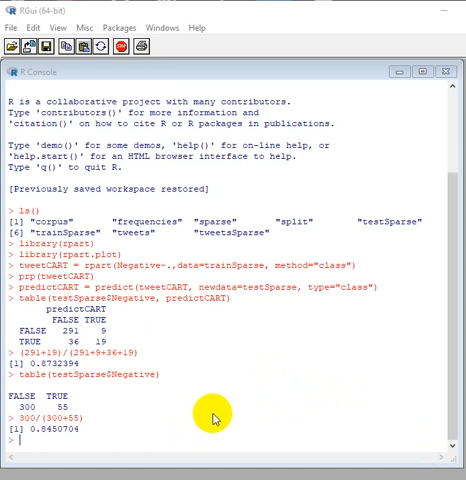 RGui (64-bit)
File Edit View Misc Packages Windows Help
STOP
R Console
R is a collaborative project with many contributors.
Type 'contributors()' for more information and
'citation()' on how to cite R or R packages in publications.
Type 'demo()' for some demos, 'help()' for on-line help, or
'help.start()' for an HTML browser interface to help.
Type 'q()' to quit R.
[Previously saved workspace restored]
> ls()
[1] "corpus" "frequencies" "sparse" "split" "testSparse"
[6] "trainSparse" "tweets" "tweetsSparse"
> library(rpart)
> library(rpart.plot)
> tweetCART = rpart(Negative~.,data=trainSparse, method="class")
> prp(tweetCART)
> predictCART = predict(tweetCART, newdata=testSparse, type="class")
> table(testSparse$Negative, predictCART)
predictCART
FALSE TRUE
FALSE 291 9
TRUE 36 19
> (291+19)/(291+9+36+19)
[1] 0.8732394
> table(testSparse$Negative)
FALSE TRUE
300 55
> 300/(300+55)
[1] 0.8450704
>